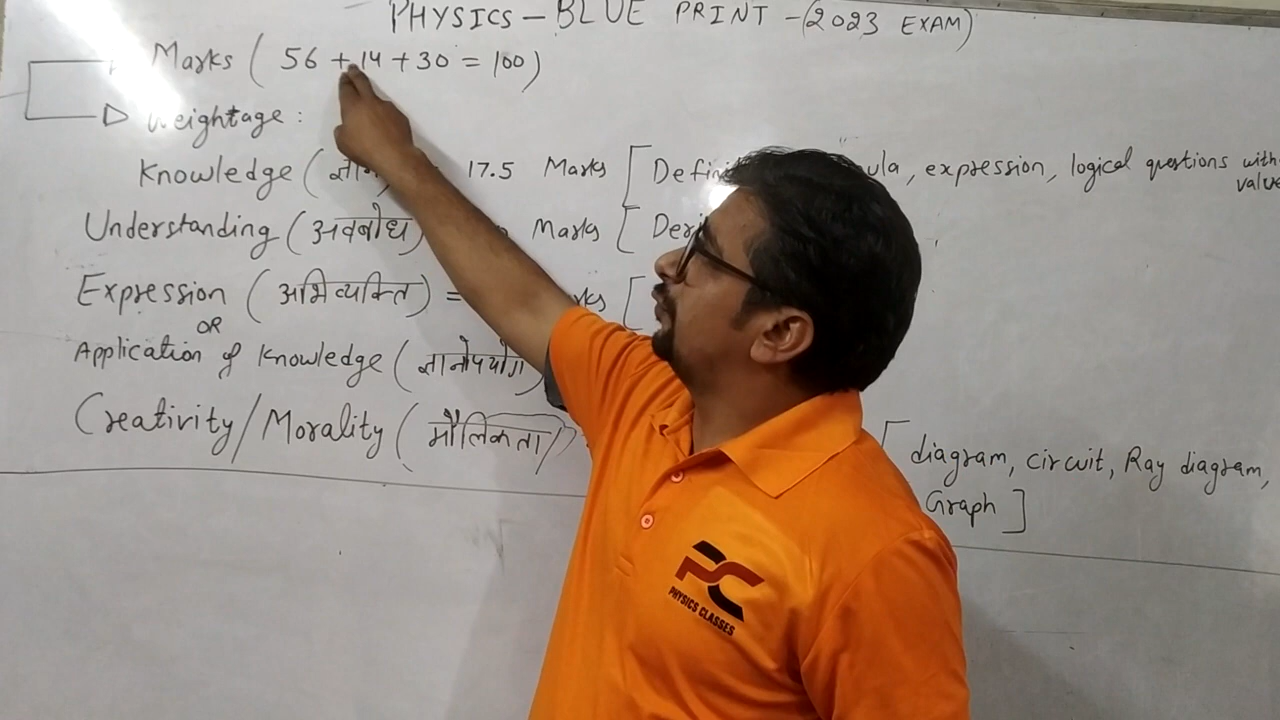 PHYSICS - BLUE PRINT - (2023 EXAM)
Marks ( 56 + 14 + 30 = 100 )
Weightage :
Knowledge ( 17.5 Marks [ expression, logical questions with value
Understanding ( अवबोध ) Marks [
Expression ( अभिव्यक्ति ) = [
OR
Application of Knowledge ( ज्ञानोपयोग
Creativity / Morality ( मौलिकता )
[ diagram, circuit, Ray diagram,
Graph ]
PC
PHYSICS CLASSES